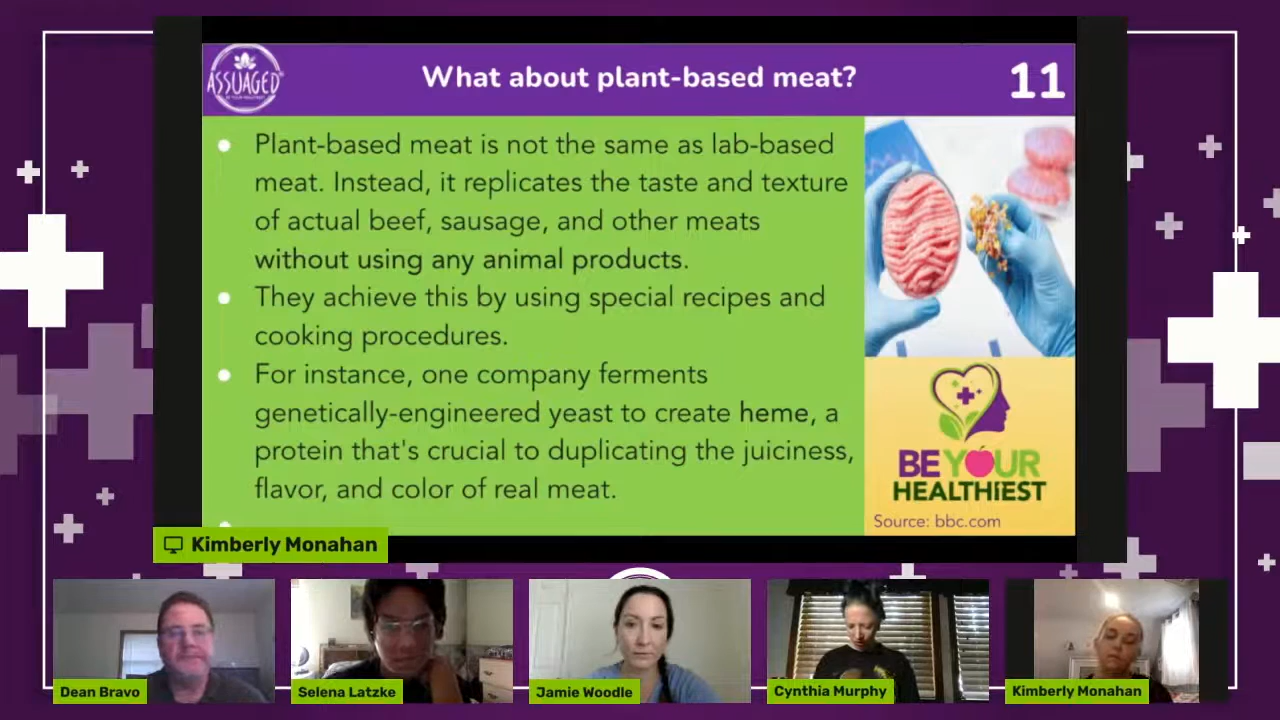 ASSUAGED
What about plant-based meat?
11
Plant-based meat is not the same as lab-based
meat. Instead, it replicates the taste and texture
of actual beef, sausage, and other meats
without using any animal products.
They achieve this by using special recipes and
cooking procedures.
For instance, one company ferments
genetically-engineered yeast to create heme, a
protein that's crucial to duplicating the juiciness,
flavor, and color of real meat.
BE YOUR
HEALTHIEST
Source: bbc.com
Kimberly Monahan
Dean Bravo
Selena Latzke
Jamie Woodle
Cynthia Murphy
Kimberly Monahan